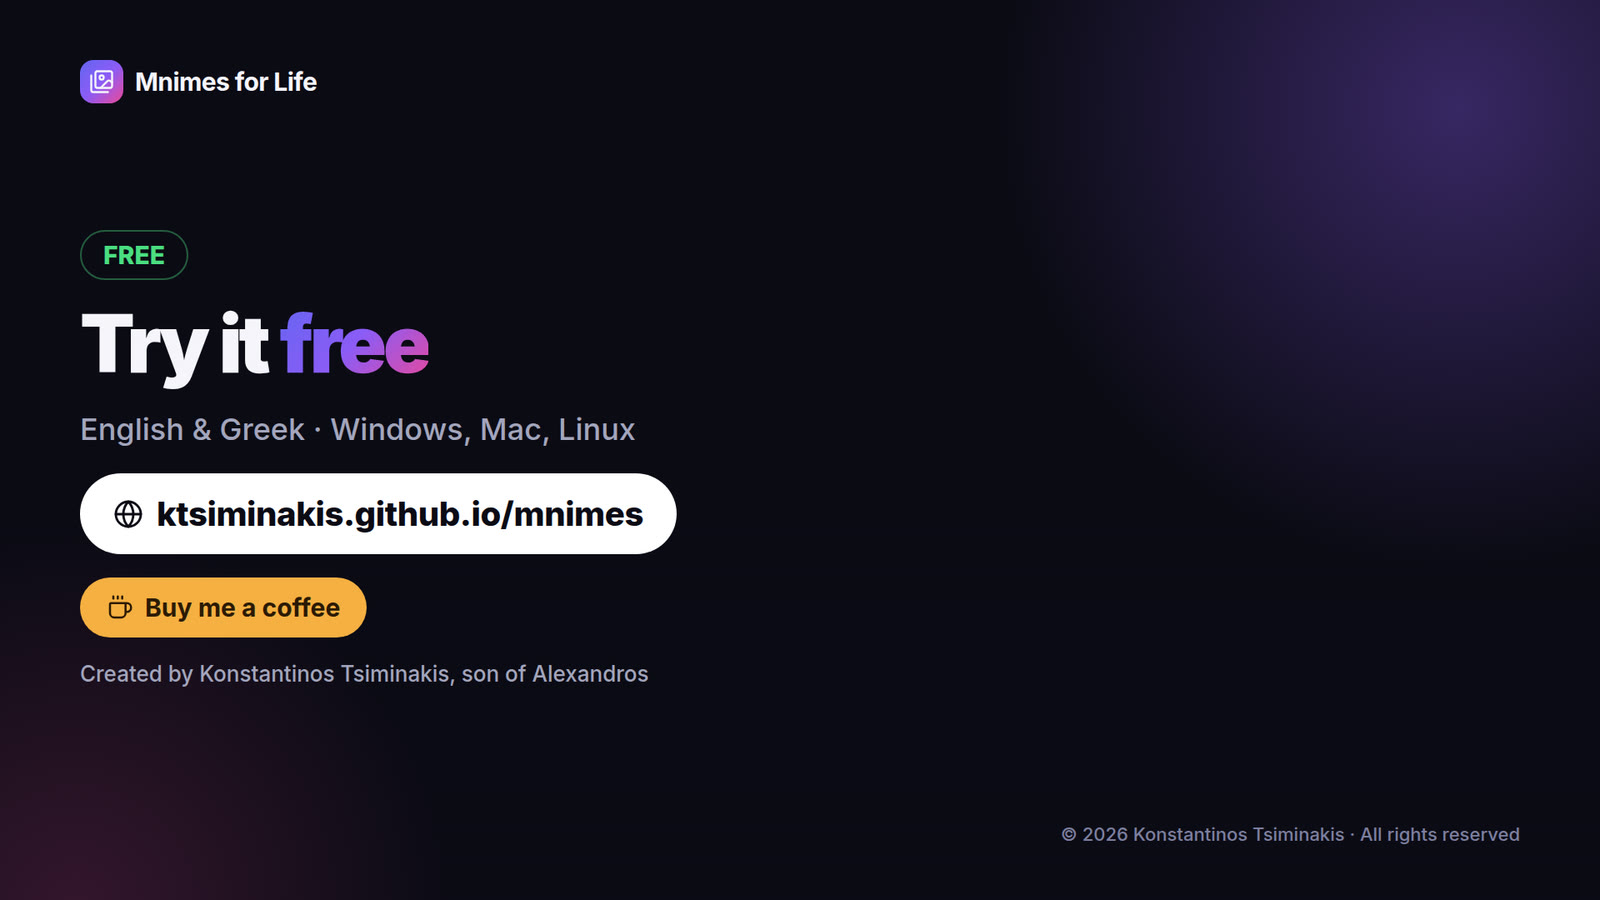 Mnimes for Life
FREE
Try it free
English & Greek · Windows, Mac, Linux
ktsiminakis.github.io/mnimes
Buy me a coffee
Created by Konstantinos Tsiminakis, son of Alexandros
© 2026 Konstantinos Tsiminakis · All rights reserved